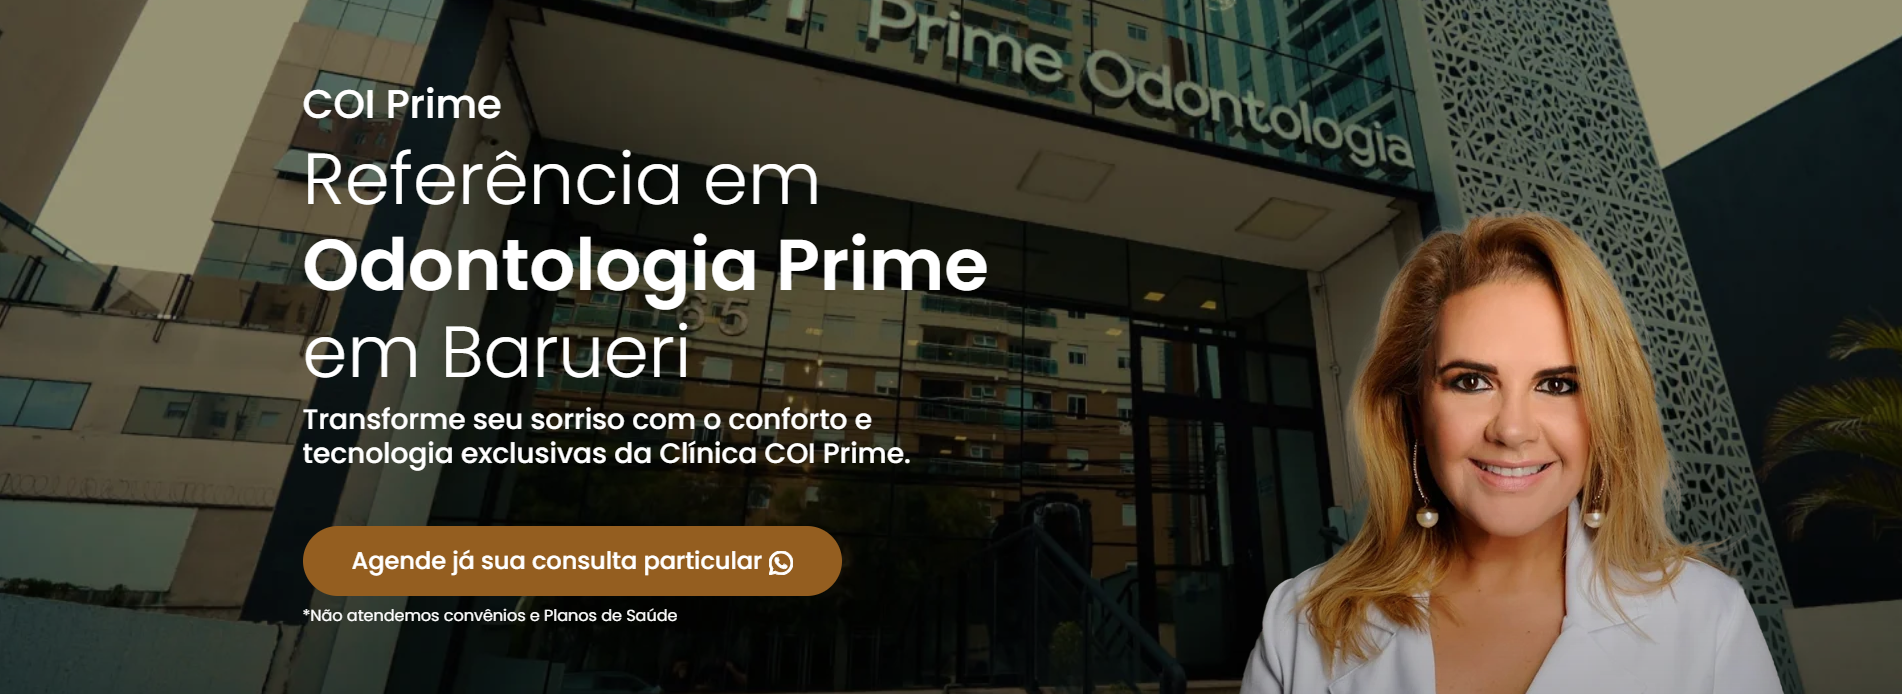 Prime Odontologia
COI Prime
Referência em
Odontologia Prime
em Barueri
65
Transforme seu sorriso com o conforto e
tecnologia exclusivas da Clínica COI Prime.
Agende já sua consulta particular
*Não atendemos convênios e Planos de Saúde